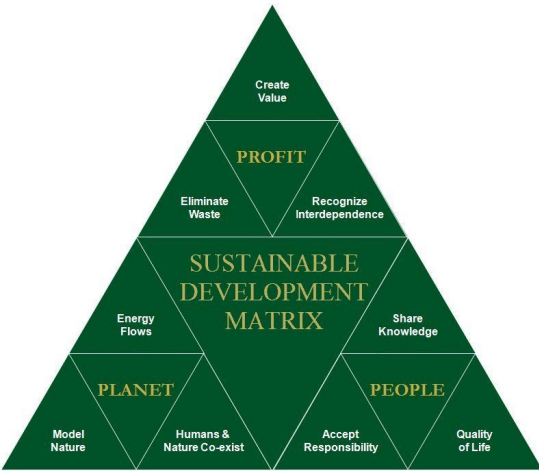 Create
Value
PROFIT
Eliminate
Waste
Recognize
Interdependence
SUSTAINABLE
DEVELOPMENT
MATRIX
Energy
Flows
Share
Knowledge
PLANET
PEOPLE
Model
Nature
Humans &
Nature Co-exist
Accept
Responsibility
Quality
of Life